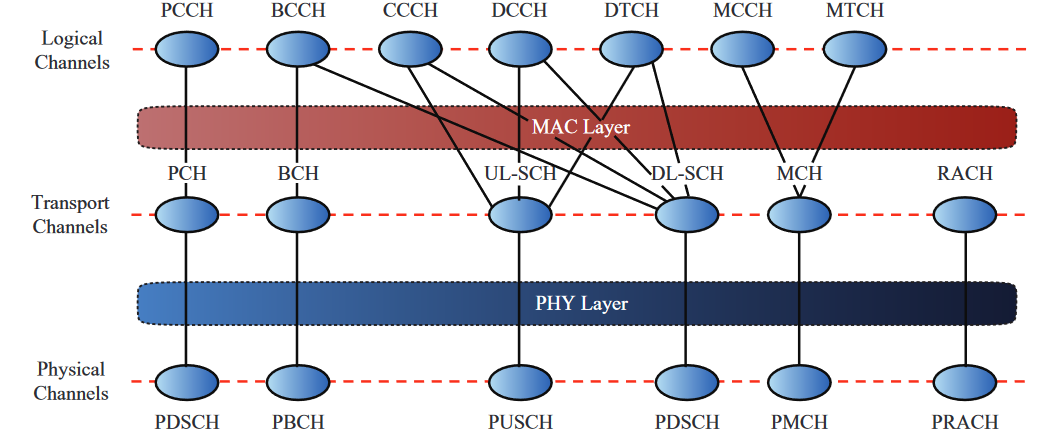 PCCH BCCH CCCH DCCH DTCH MCCH MTCH
Logical
Channels
MAC Layer
PCH BCH UL-SCH DL-SCH MCH RACH
Transport
Channels
PHY Layer
Physical
Channels
PDSCH PBCH PUSCH PDSCH PMCH PRACH